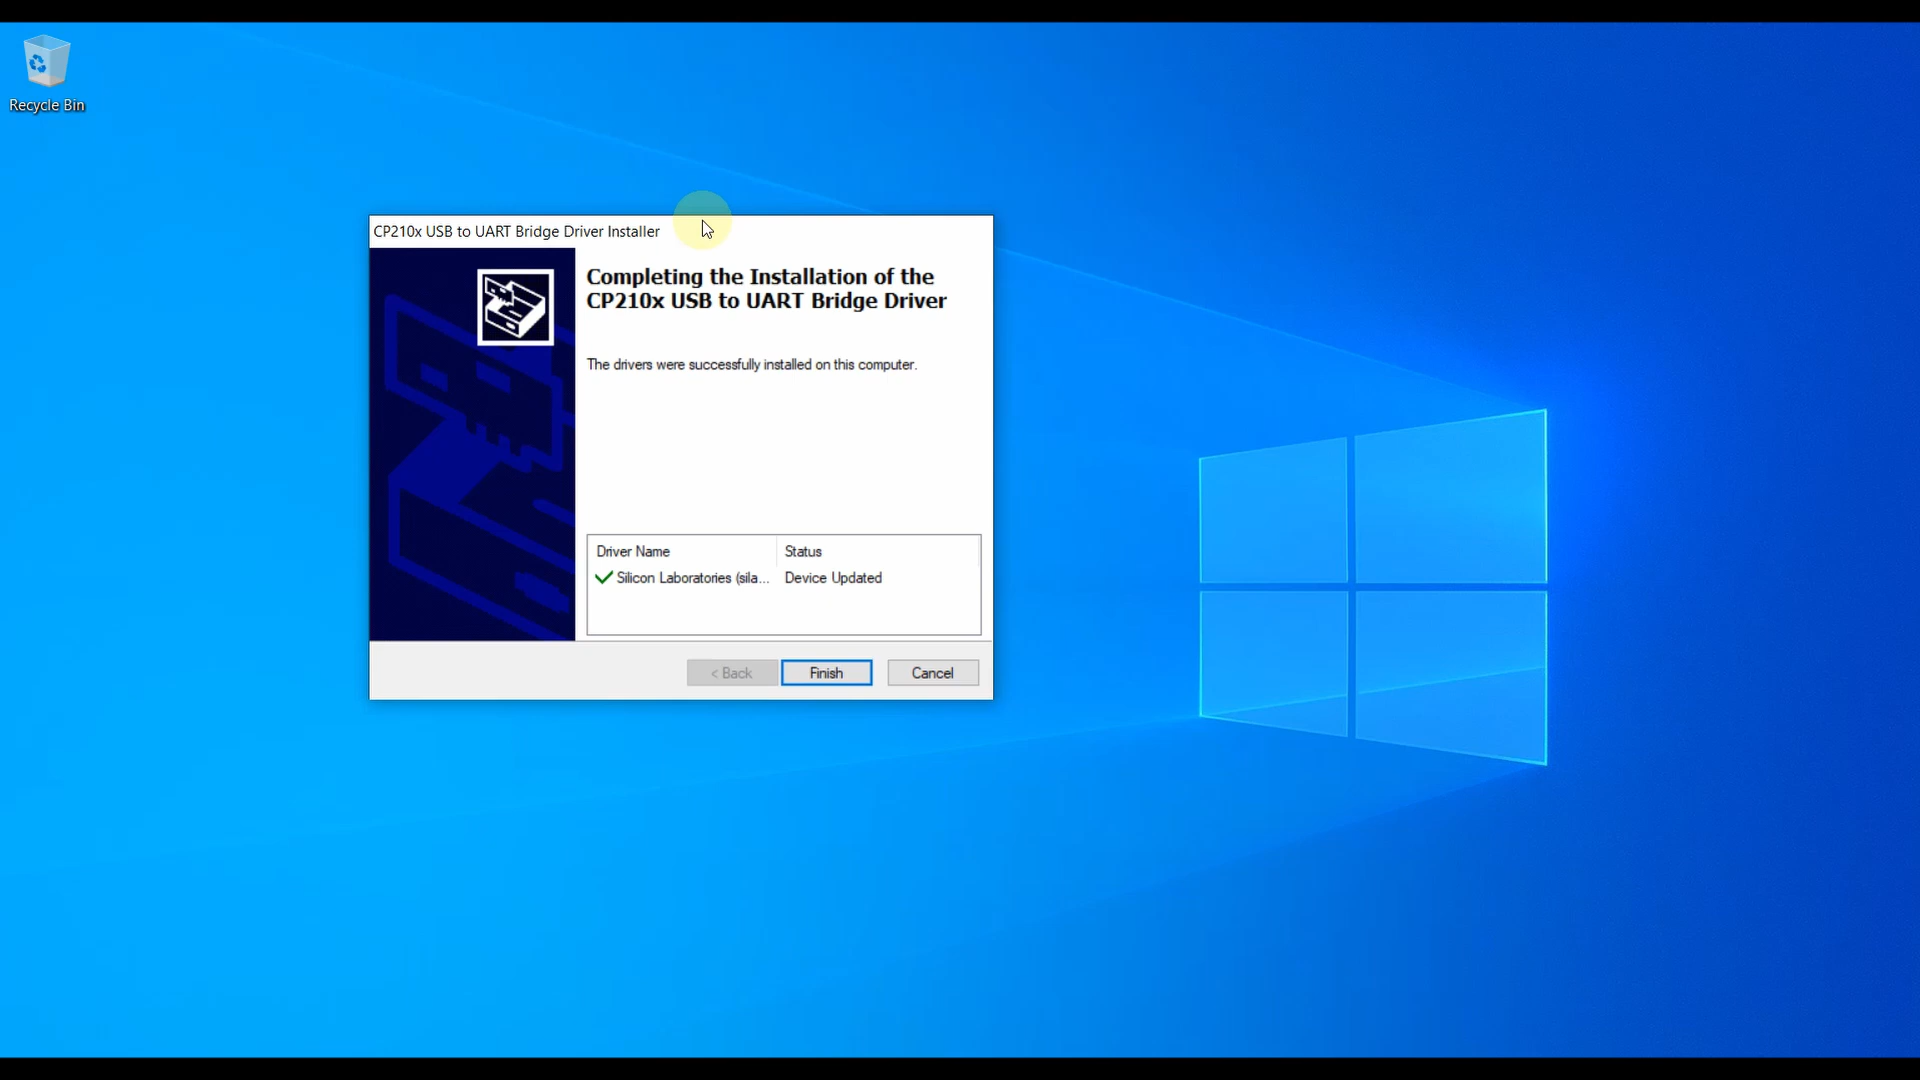 Recycle Bin
CP210x USB to UART Bridge Driver Installer
Completing the Installation of the
CP210x USB to UART Bridge Driver
The drivers were successfully installed on this computer.
Driver Name Status
Silicon Laboratories (sila... Device Updated
< Back Finish Cancel